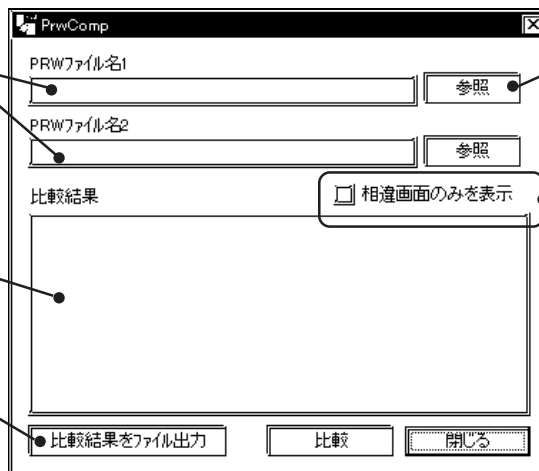 PrwComp
PRWファイル名1
参照
PRWファイル名2
参照
比較結果
相違画面のみを表示
比較結果をファイル出力
比較
閉じる